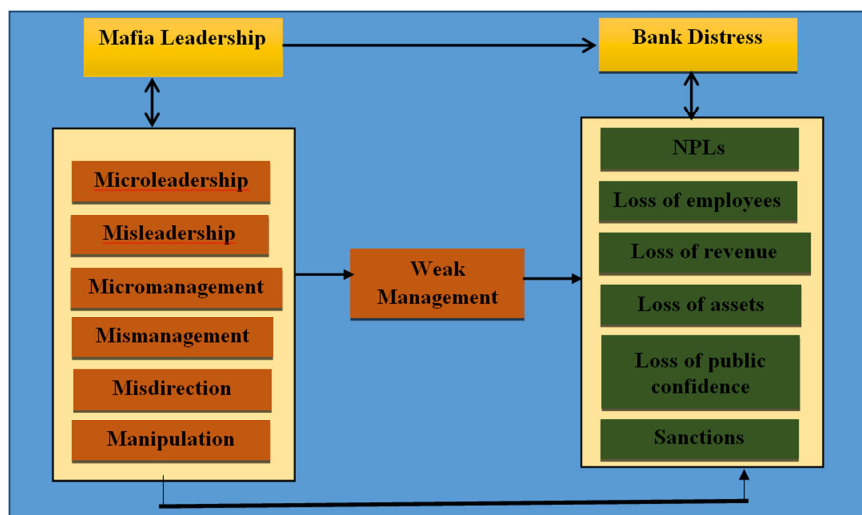 Mafia Leadership
Bank Distress
Microleadership
Misleadership
Micromanagement
Mismanagement
Misdirection
Manipulation
Weak
Management
NPLs
Loss of employees
Loss of revenue
Loss of assets
Loss of public
confidence
Sanctions